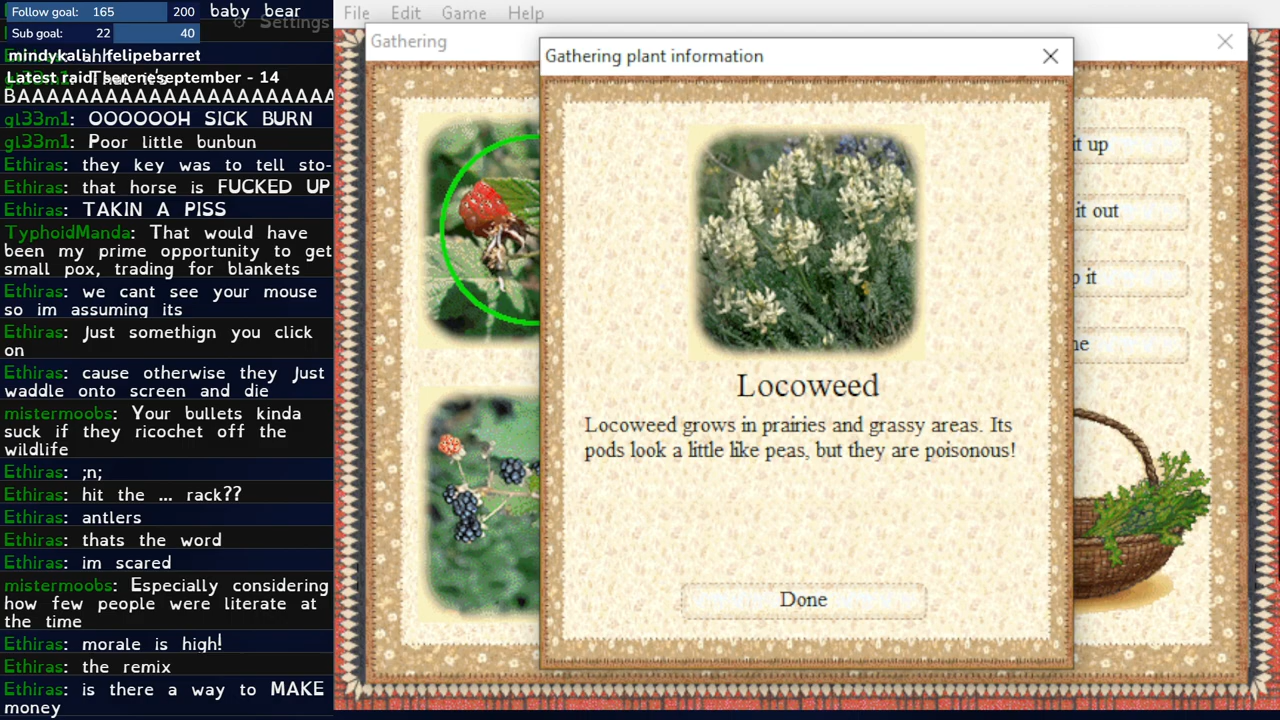 Follow goal: 165 200
baby bear
Settings
Sub goal: 22 40
felipebarret
Latest raid
september - 14
BAAAAAAAAAAAAAAAAAAAAA
gl33m1: OOOOOOH SICK BURN
gl33m1: Poor little bunbun
Ethiras: they key was to tell sto-
Ethiras: that horse is FUCKED UP
Ethiras: TAKIN A PISS
TyphoidManda: That would have
been my prime opportunity to get
small pox, trading for blankets
Ethiras: we cant see your mouse
so im assuming its
Ethiras: Just somethign you click
on
Ethiras: cause otherwise they Just
waddle onto screen and die
mistermoobs: Your bullets kinda
suck if they ricochet off the
wildlife
Ethiras: ;n;
Ethiras: hit the ... rack??
Ethiras: antlers
Ethiras: thats the word
Ethiras: im scared
mistermoobs: Especially considering
how few people were literate at
the time
Ethiras: morale is high!
Ethiras: the remix
Ethiras: is there a way to MAKE
money
File Edit Game Help
Gathering
Gathering plant information
it up
it out
Locoweed
Locoweed grows in prairies and grassy areas. Its
pods look a little like peas, but they are poisonous!
Done